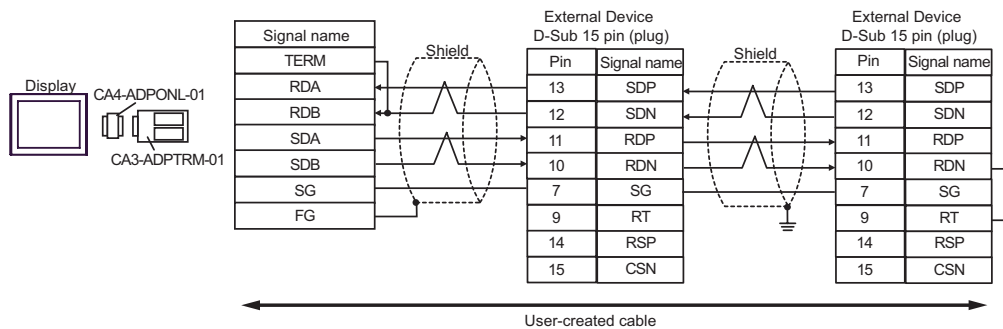 Display
CA4-ADPONL-01
CA3-ADPTRM-01
Signal name
TERM
RDA
RDB
SDA
SDB
SG
FG
Shield
External Device
D-Sub 15 pin (plug)
Pin Signal name
13 SDP
12 SDN
11 RDP
10 RDN
7 SG
9 RT
14 RSP
15 CSN
Shield
External Device
D-Sub 15 pin (plug)
Pin Signal name
13 SDP
12 SDN
11 RDP
10 RDN
7 SG
9 RT
14 RSP
15 CSN
User-created cable